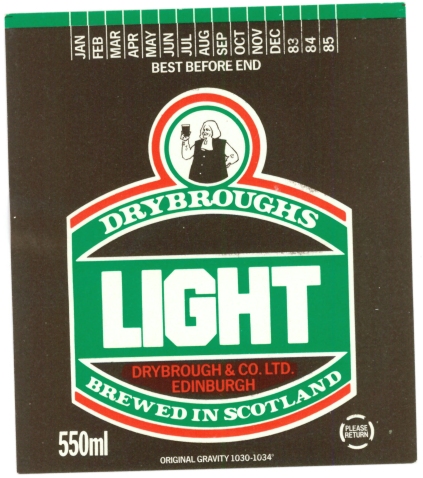 JAN FEB MAR APR MAY JUN JUL AUG SEP OCT NOV DEC 83 84 85
BEST BEFORE END
DRYBROUGHS
LIGHT
DRYBROUGH & CO. LTD.
EDINBURGH
BREWED IN SCOTLAND
550ml
PLEASE
RETURN
ORIGINAL GRAVITY 1030-1034°